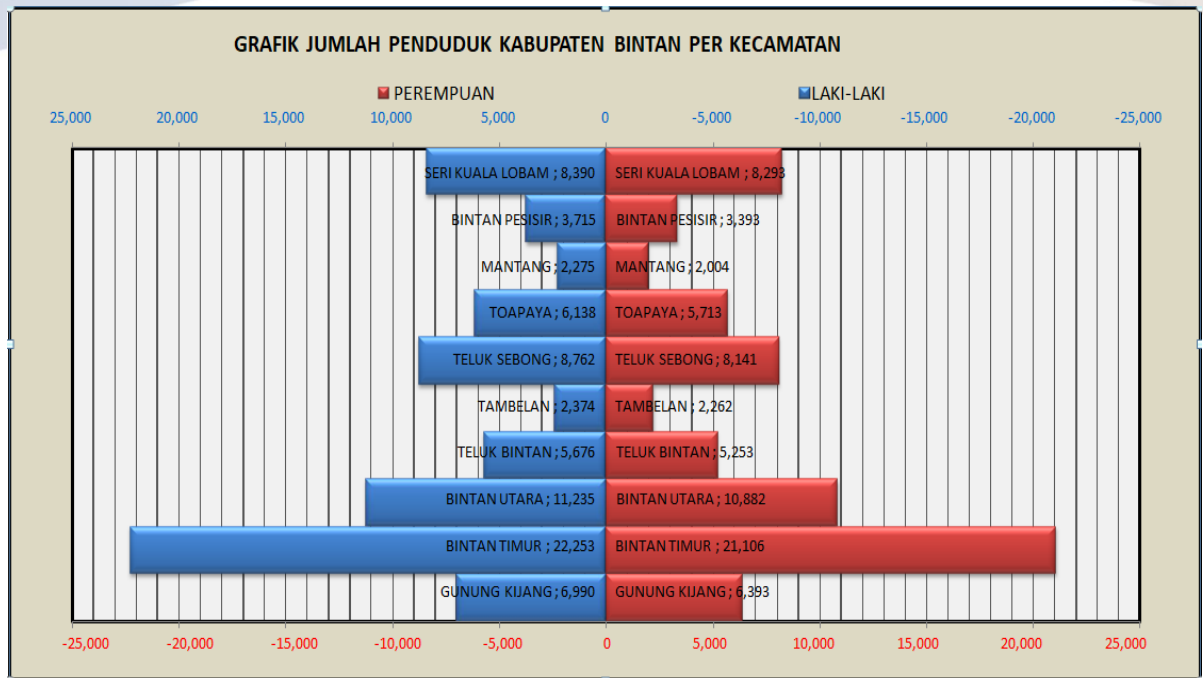 GRAFIK JUMLAH PENDUDUK KABUPATEN BINTAN PER KECAMATAN
PEREMPUAN LAKI-LAKI
25,000 20,000 15,000 10,000 5,000 0 -5,000 -10,000 -15,000 -20,000 -25,000
SERI KUALA LOBAM ; 8,390 SERI KUALA LOBAM ; 8,293
BINTAN PESISIR ; 3,715 BINTAN PESISIR ; 3,393
MANTANG ; 2,275 MANTANG ; 2,004
TOAPAYA ; 6,138 TOAPAYA ; 5,713
TELUK SEBONG ; 8,762 TELUK SEBONG ; 8,141
TAMBELAN ; 2,374 TAMBELAN ; 2,262
TELUK BINTAN ; 5,676 TELUK BINTAN ; 5,253
BINTAN UTARA ; 11,235 BINTAN UTARA ; 10,882
BINTAN TIMUR ; 22,253 BINTAN TIMUR ; 21,106
GUNUNG KIJANG ; 6,990 GUNUNG KIJANG ; 6,393
-25,000 -20,000 -15,000 -10,000 -5,000 0 5,000 10,000 15,000 20,000 25,000